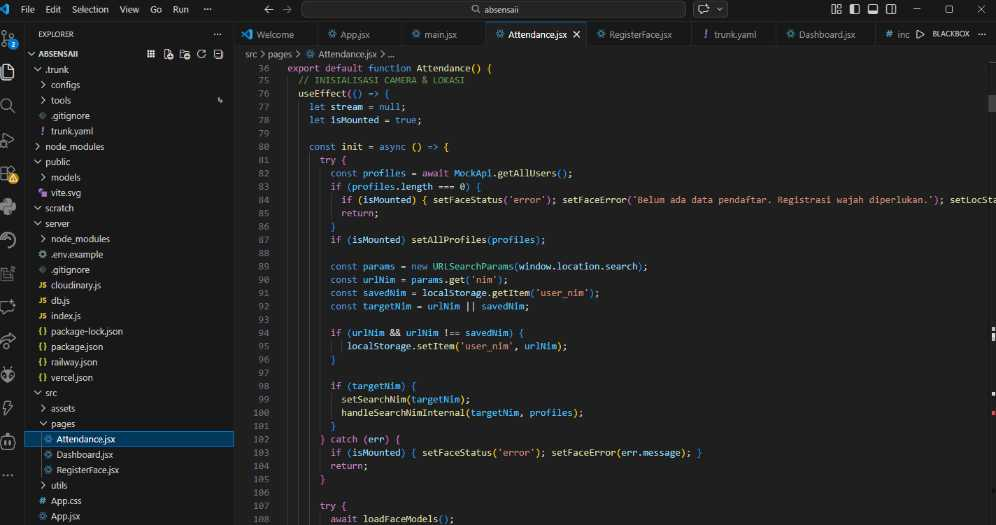 File Edit Selection View Go Run ··· absensaii
EXPLORER ···
Welcome App.jsx main.jsx Attendance.jsx RegisterFace.jsx ! trunk.yaml Dashboard.jsx # inc BLACKBOX ···
src > pages > Attendance.jsx > ...
2
ABSENSAII
.trunk
configs
tools
.gitignore
! trunk.yaml
node_modules
public
models
vite.svg
scratch
server
node_modules
.env.example
.gitignore
JS cloudinary.js
JS db.js
JS index.js
{} package-lock.json
{} package.json
{} railway.json
{} vercel.json
src
assets
pages
Attendance.jsx
Dashboard.jsx
RegisterFace.jsx
utils
# App.css
App.jsx
36 export default function Attendance() {
75 // INISIALISASI CAMERA & LOKASI
76 useEffect(() => {
77 let stream = null;
78 let isMounted = true;
79
80 const init = async () => {
81 try {
82 const profiles = await MockApi.getAllUsers();
83 if (profiles.length === 0) {
84 if (isMounted) { setFaceStatus('error'); setFaceError('Belum ada data pendaftar. Registrasi wajah diperlukan.'); setLocSta
85 return;
86 }
87 if (isMounted) setAllProfiles(profiles);
88
89 const params = new URLSearchParams(window.location.search);
90 const urlNim = params.get('nim');
91 const savedNim = localStorage.getItem('user_nim');
92 const targetNim = urlNim || savedNim;
93
94 if (urlNim && urlNim !== savedNim) {
95 localStorage.setItem('user_nim', urlNim);
96 }
97
98 if (targetNim) {
99 setSearchNim(targetNim);
100 handleSearchNimInternal(targetNim, profiles);
101 }
102 } catch (err) {
103 if (isMounted) { setFaceStatus('error'); setFaceError(err.message); }
104 return;
105 }
106
107 try {
108 await loadFaceModels();